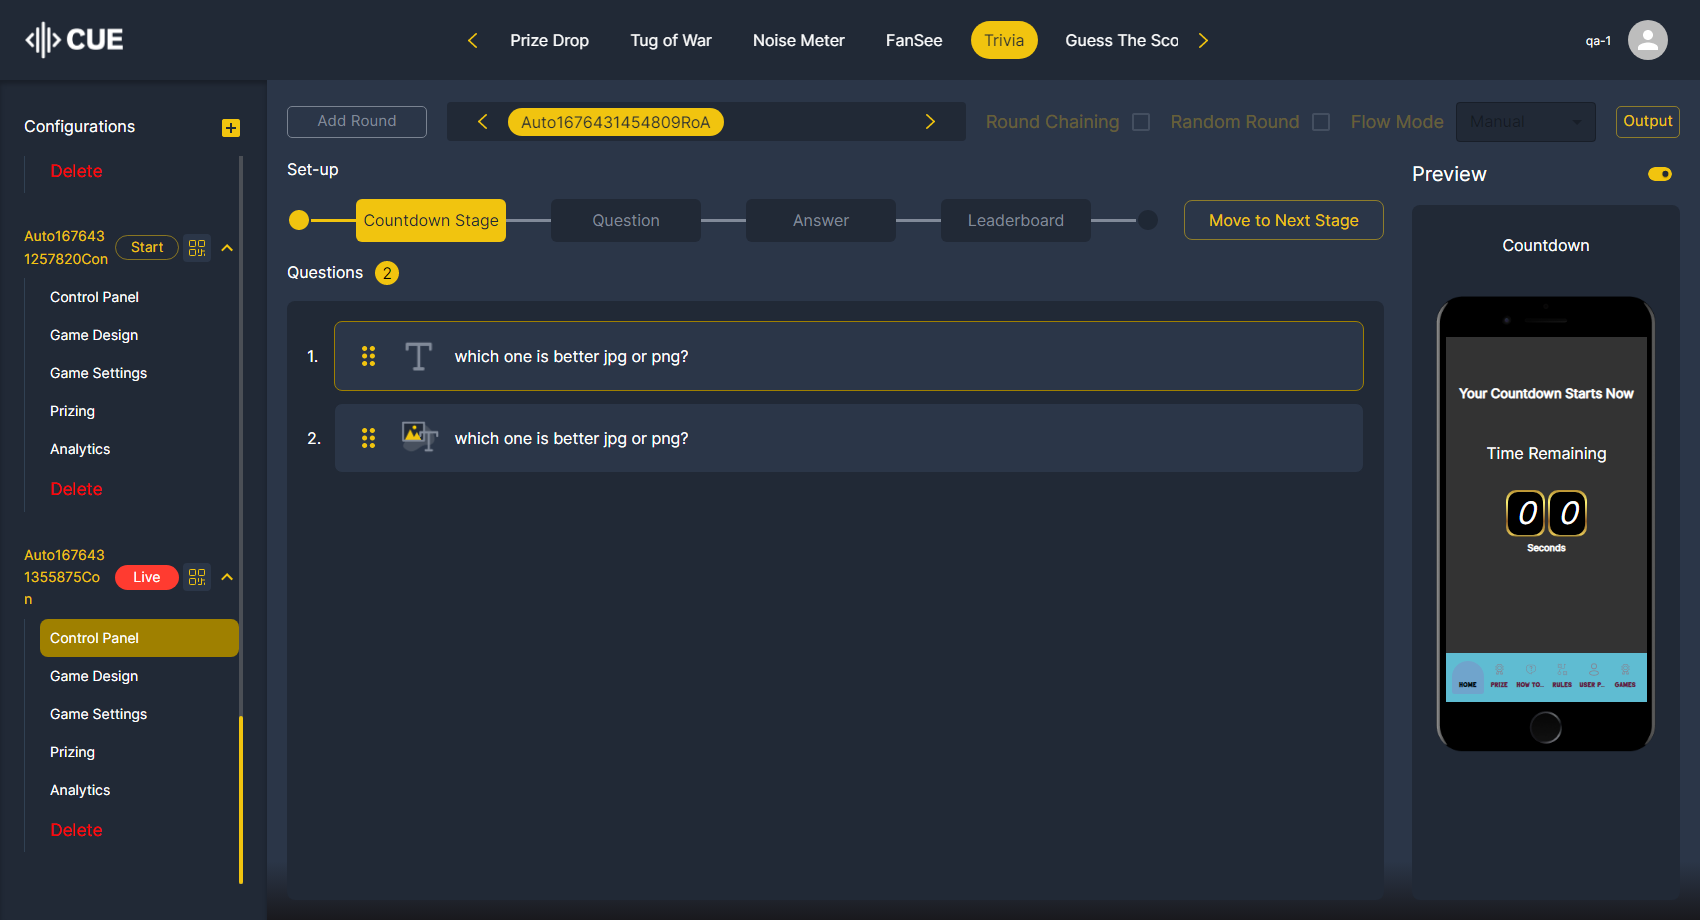 CUE
Prize Drop
Tug of War
Noise Meter
FanSee
Trivia
Guess The Sco
qa-1
Configurations
Delete
Auto167643
1257820Con
Start
Control Panel
Game Design
Game Settings
Prizing
Analytics
Delete
Auto167643
1355875Co
n
Live
Control Panel
Game Design
Game Settings
Prizing
Analytics
Delete
Add Round
Auto1676431454809RoA
Round Chaining
Random Round
Flow Mode
Manual
Output
Set-up
Countdown Stage
Question
Answer
Leaderboard
Move to Next Stage
Questions 2
1. which one is better jpg or png?
2. which one is better jpg or png?
Preview
Countdown
Your Countdown Starts Now
Time Remaining
0 0
Seconds
HOME
PRIZE
HOW TO..
RULES
USER P..
GAMES